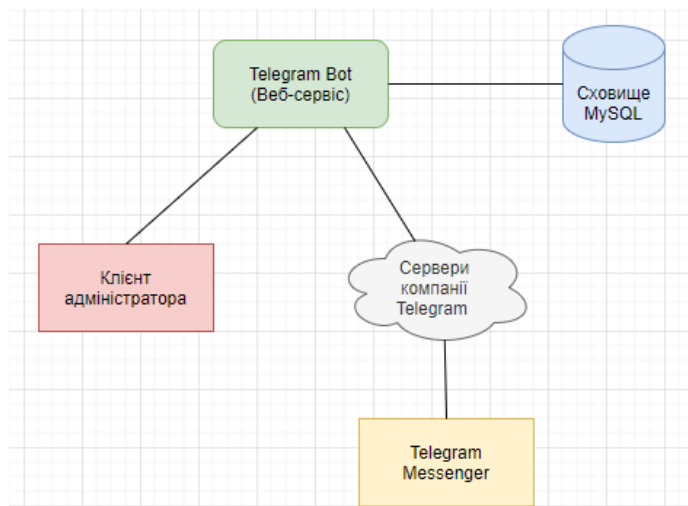 Telegram Bot
(Веб-сервіс)
Сховище
MySQL
Клієнт
адміністратора
Сервери
компанії
Telegram
Telegram
Messenger